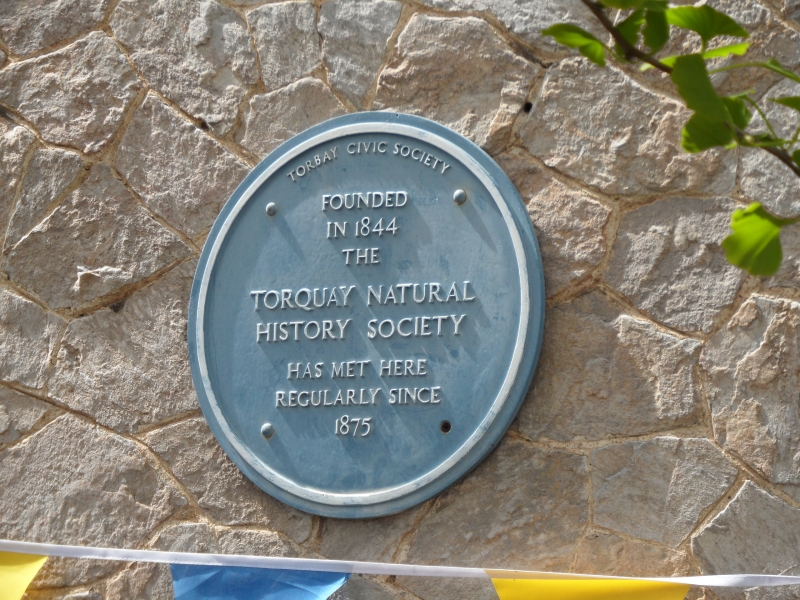 TORBAY CIVIC SOCIETY
FOUNDED
IN 1844
THE
TORQUAY NATURAL
HISTORY SOCIETY
HAS MET HERE
REGULARLY SINCE
1875